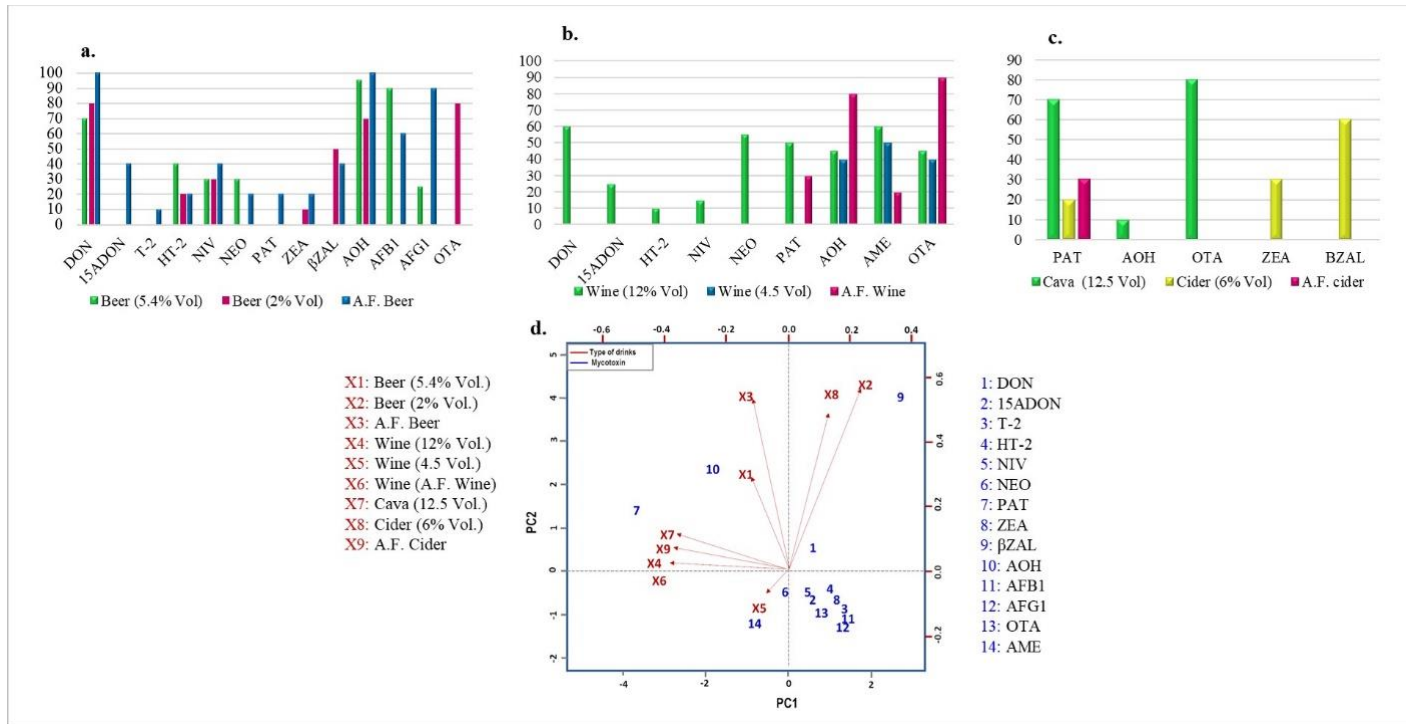 a.
100
90
80
70
60
50
40
30
20
10
0
DON
15ADON
T-2
HT-2
NIV
NEO
PAT
ZEA
βZAL
AOH
AFB1
AFG1
OTA
Beer (5.4% Vol) Beer (2% Vol) A.F. Beer
b.
100
90
80
70
60
50
40
30
20
10
0
DON
15ADON
HT-2
NIV
NEO
PAT
AOH
AME
OTA
Wine (12% Vol) Wine (4.5 Vol) A.F. Wine
c.
90
80
70
60
50
40
30
20
10
0
PAT AOH OTA ZEA BZAL
Cava (12.5 Vol) Cider (6% Vol) A.F. cider
X1: Beer (5.4% Vol.)
X2: Beer (2% Vol.)
X3: A.F. Beer
X4: Wine (12% Vol.)
X5: Wine (4.5 Vol.)
X6: Wine (A.F. Wine)
X7: Cava (12.5 Vol.)
X8: Cider (6% Vol.)
X9: A.F. Cider
d.
-0.6 -0.4 -0.2 0.0 0.2 0.4
Type of drinks
Mycotoxin
5
4
3
2
1
0
-1
-2
PC2
0.6
0.4
0.2
0.0
-0.2
X3
X8
X2
9
10
X1
7
X7
X9
X4
X6
1
X5
14
6
5
2
4
8
13
3
11
12
-4 -2 0 2
PC1
1: DON
2: 15ADON
3: T-2
4: HT-2
5: NIV
6: NEO
7: PAT
8: ZEA
9: βZAL
10: AOH
11: AFB1
12: AFG1
13: OTA
14: AME